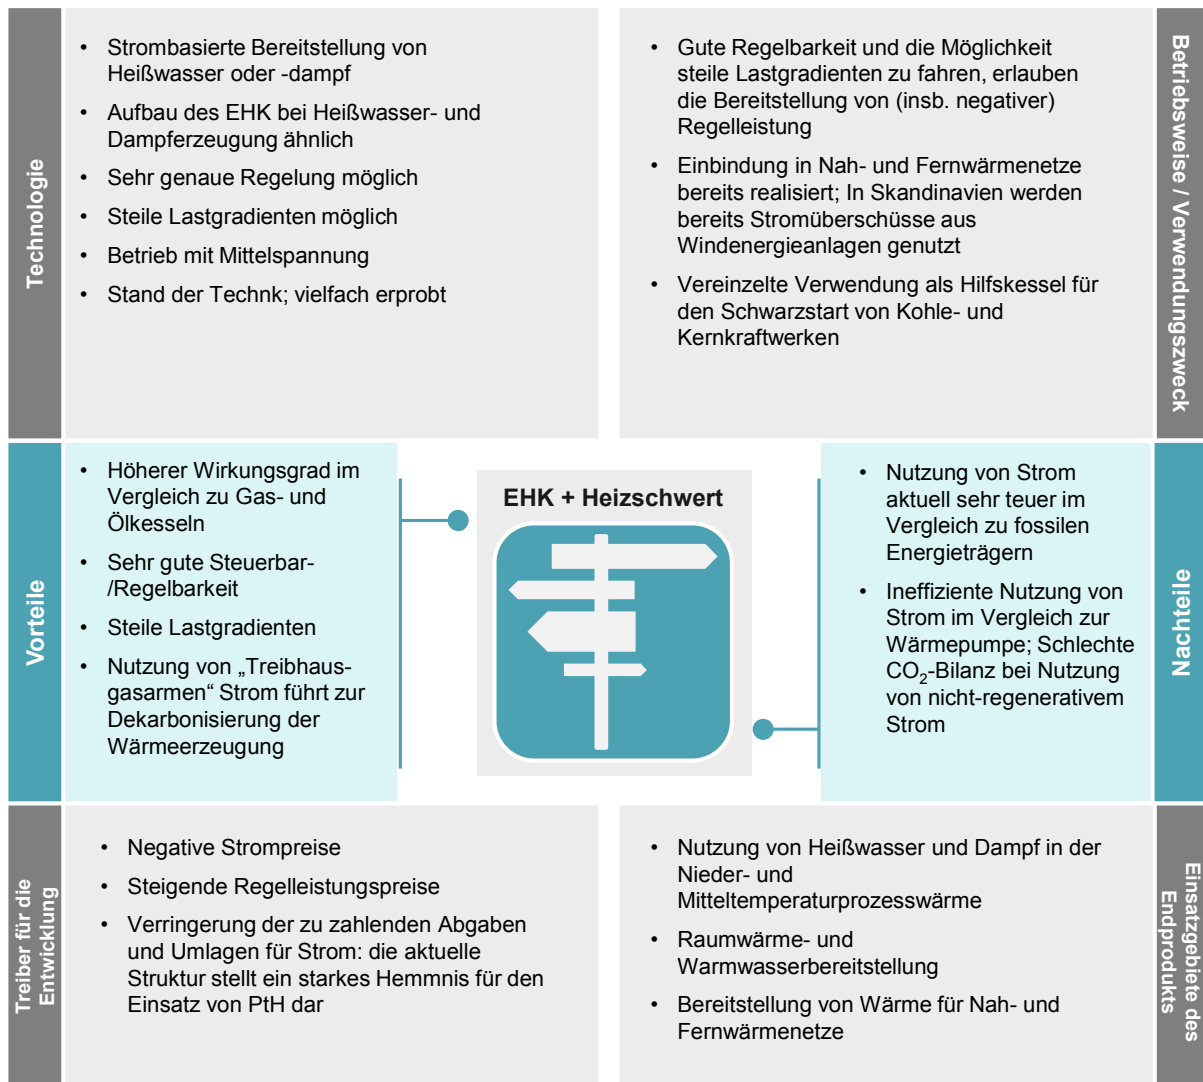 Technologie
• Strombasierte Bereitstellung von
Heißwasser oder -dampf
• Aufbau des EHK bei Heißwasser- und
Dampferzeugung ähnlich
• Sehr genaue Regelung möglich
• Steile Lastgradienten möglich
• Betrieb mit Mittelspannung
• Stand der Technk; vielfach erprobt
Betriebsweise / Verwendungszweck
• Gute Regelbarkeit und die Möglichkeit
steile Lastgradienten zu fahren, erlauben
die Bereitstellung von (insb. negativer)
Regelleistung
• Einbindung in Nah- und Fernwärmenetze
bereits realisiert; In Skandinavien werden
bereits Stromüberschüsse aus
Windenergieanlagen genutzt
• Vereinzelte Verwendung als Hilfskessel für
den Schwarzstart von Kohle- und
Kernkraftwerken
Vorteile
• Höherer Wirkungsgrad im
Vergleich zu Gas- und
Ölkesseln
• Sehr gute Steuerbar-
/Regelbarkeit
• Steile Lastgradienten
• Nutzung von „Treibhaus-
gasarmen“ Strom führt zur
Dekarbonisierung der
Wärmeerzeugung
EHK + Heizschwert
Nachteile
• Nutzung von Strom
aktuell sehr teuer im
Vergleich zu fossilen
Energieträgern
• Ineffiziente Nutzung von
Strom im Vergleich zur
Wärmepumpe; Schlechte
CO₂-Bilanz bei Nutzung
von nicht-regenerativem
Strom
Treiber für die
Entwicklung
• Negative Strompreise
• Steigende Regelleistungspreise
• Verringerung der zu zahlenden Abgaben
und Umlagen für Strom: die aktuelle
Struktur stellt ein starkes Hemmnis für den
Einsatz von PtH dar
Einsatzgebiete des
Endprodukts
• Nutzung von Heißwasser und Dampf in der
Nieder- und
Mitteltemperaturprozesswärme
• Raumwärme- und
Warmwasserbereitstellung
• Bereitstellung von Wärme für Nah- und
Fernwärmenetze